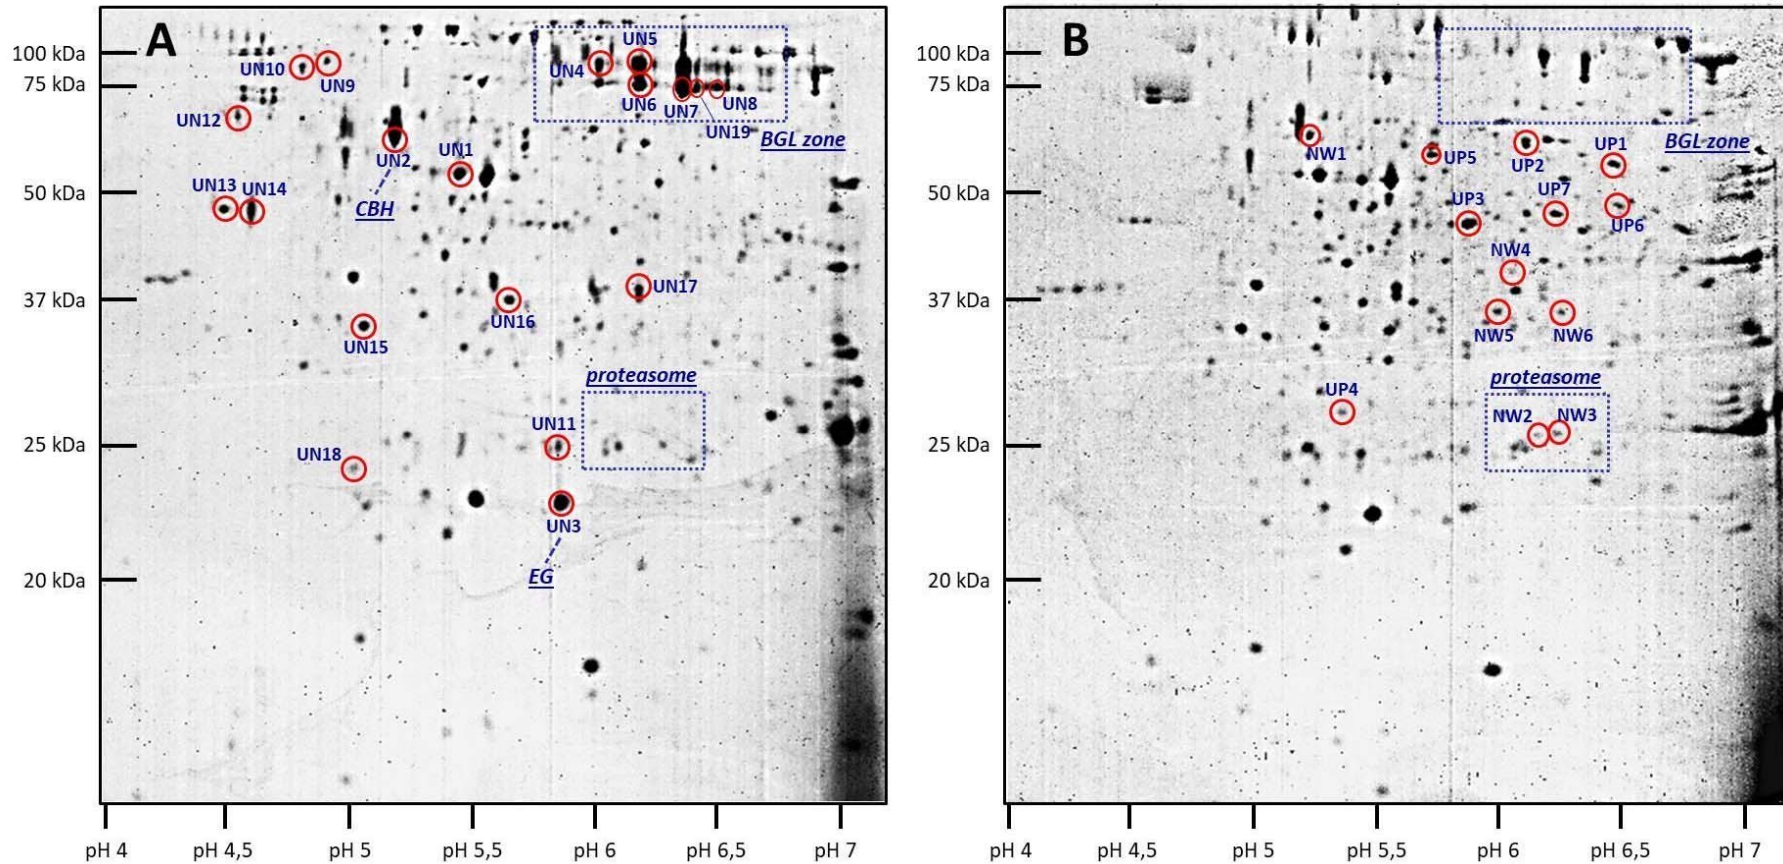 A
100 kDa
75 kDa
50 kDa
37 kDa
25 kDa
20 kDa
UN10
UN9
UN12
UN13
UN14
UN2
CBH
UN1
UN4
UN5
UN6
UN7
UN8
UN19
BGL zone
UN17
UN16
UN15
proteasome
UN11
UN18
UN3
EG
pH 4
pH 4,5
pH 5
pH 5,5
pH 6
pH 6,5
pH 7
B
100 kDa
75 kDa
50 kDa
37 kDa
25 kDa
20 kDa
BGL zone
NW1
UP5
UP2
UP1
UP3
UP7
UP6
NW4
NW5
NW6
proteasome
UP4
NW2
NW3
pH 4
pH 4,5
pH 5
pH 5,5
pH 6
pH 6,5
pH 7